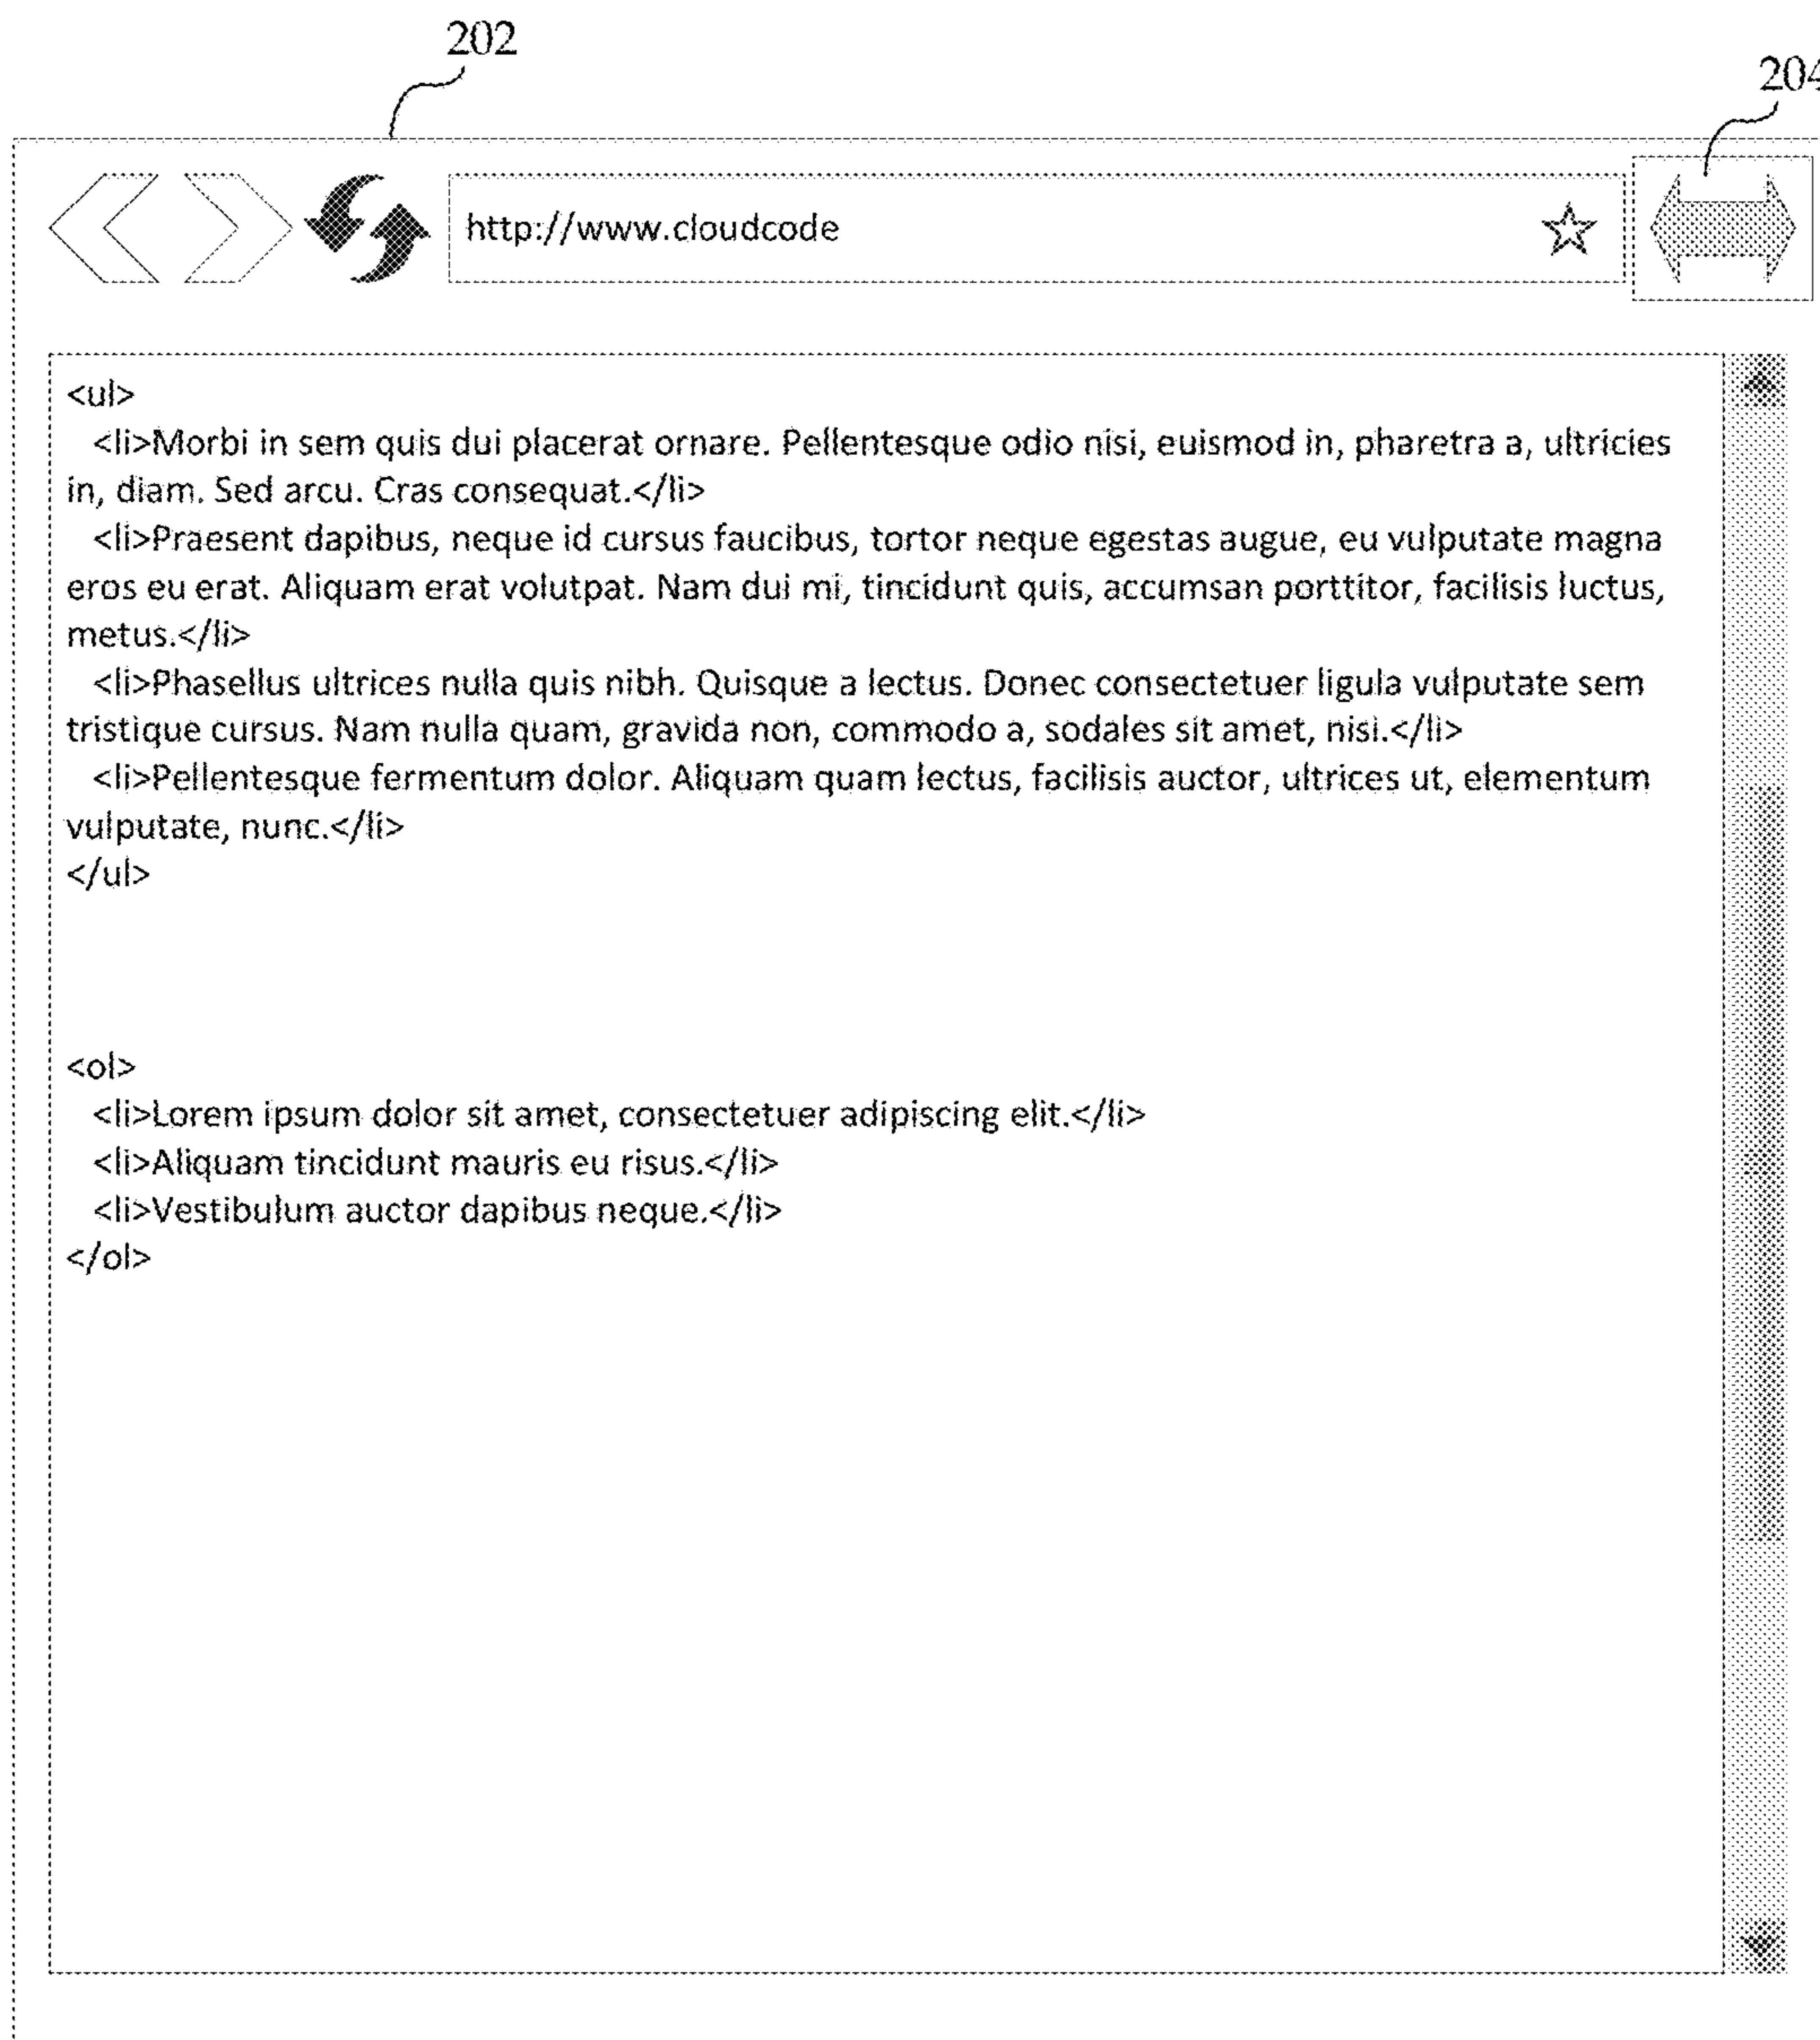 202
204
http://www.cloudcode
<ul>
<li>Morbi in sem quis dui placerat ornare. Pellentesque odio nisi, euismod in, pharetra a, ultricies
in, diam. Sed arcu. Cras consequat.</li>
<li>Praesent dapibus, neque id cursus faucibus, tortor neque egestas augue, eu vulputate magna
eros eu erat. Aliquam erat volutpat. Nam dui mi, tincidunt quis, accumsan porttitor, facilisis luctus,
metus.</li>
<li>Phasellus ultrices nulla quis nibh. Quisque a lectus. Donec consectetuer ligula vulputate sem
tristique cursus. Nam nulla quam, gravida non, commodo a, sodales sit amet, nisi.</li>
<li>Pellentesque fermentum dolor. Aliquam quam lectus, facilisis auctor, ultrices ut, elementum
vulputate, nunc.</li>
</ul>
<ol>
<li>Lorem ipsum dolor sit amet, consectetuer adipiscing elit.</li>
<li>Aliquam tincidunt mauris eu risus.</li>
<li>Vestibulum auctor dapibus neque.</li>
</ol>